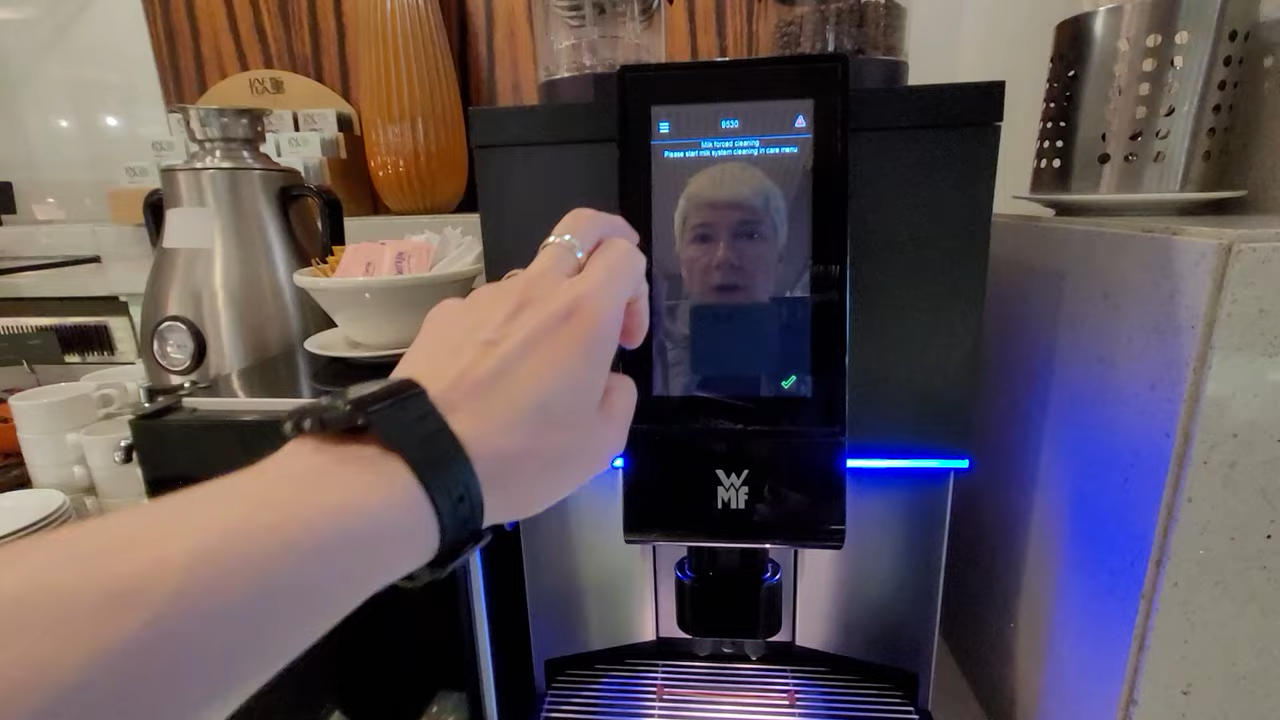 9530
Milk forced cleaning
Please start milk system cleaning in care menu
WMF